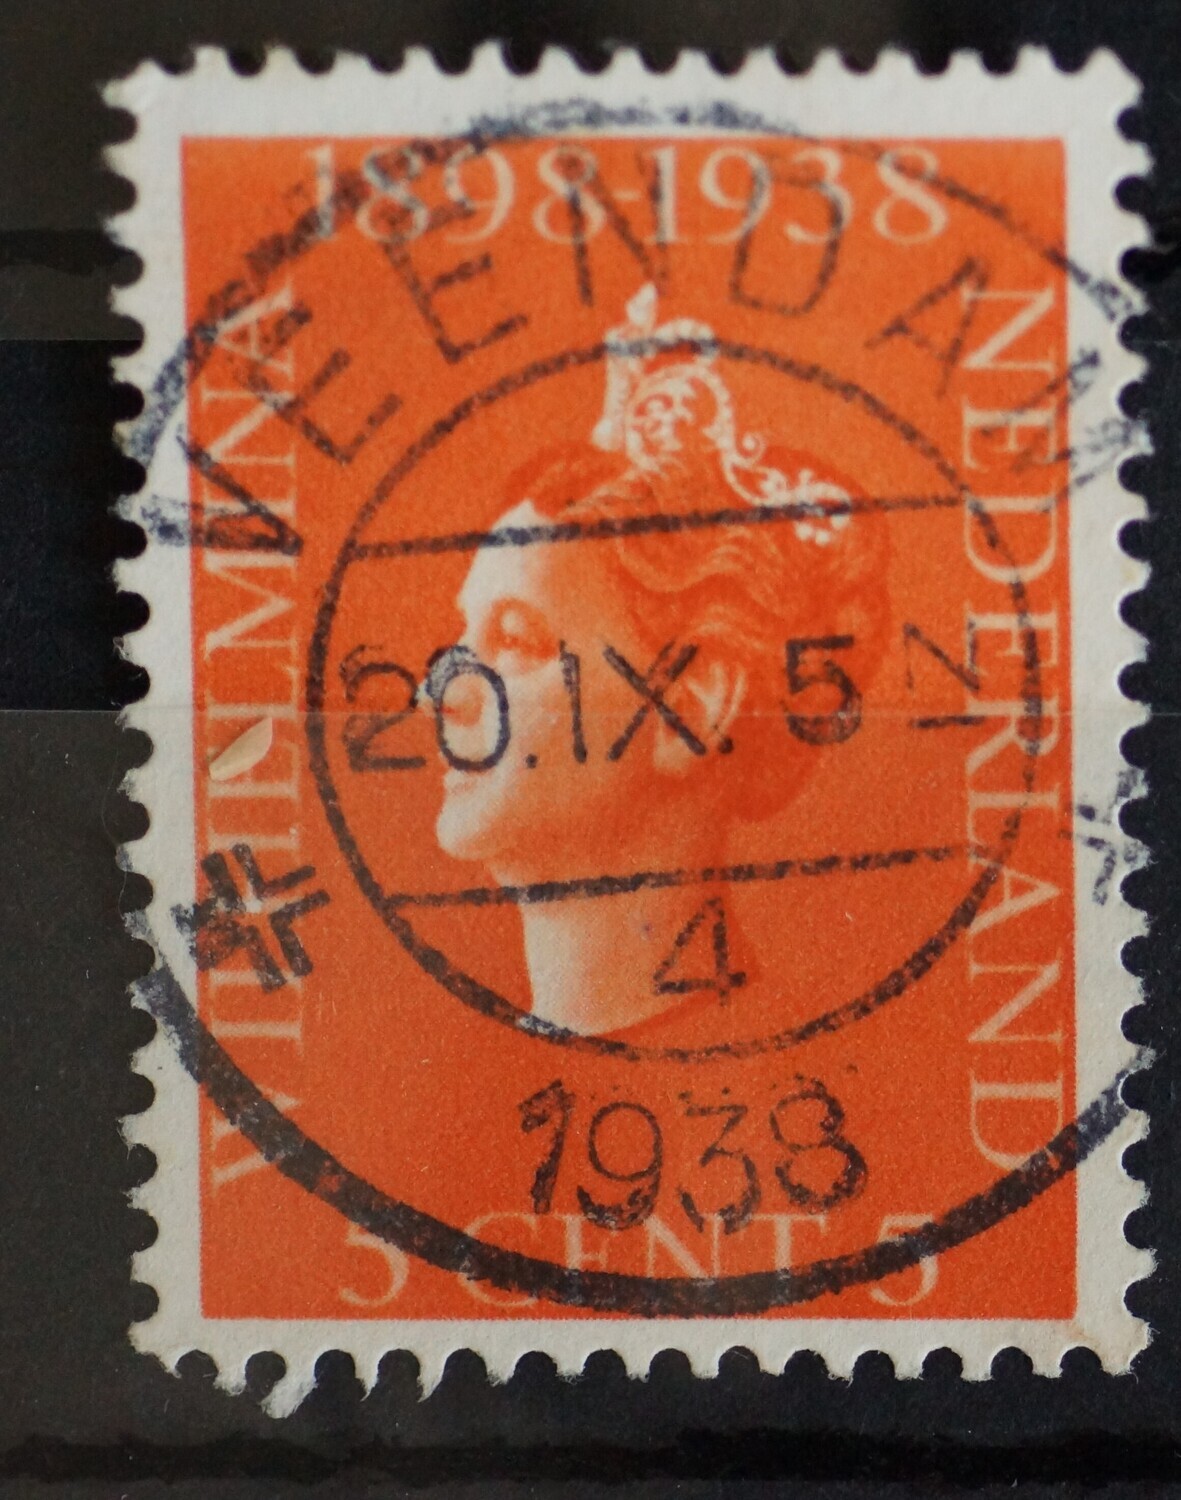 1898-1938
WILHELMINA
NEDERLAND
5 CENT 5
VEENDAM
20.IX. 5 N
4
1938